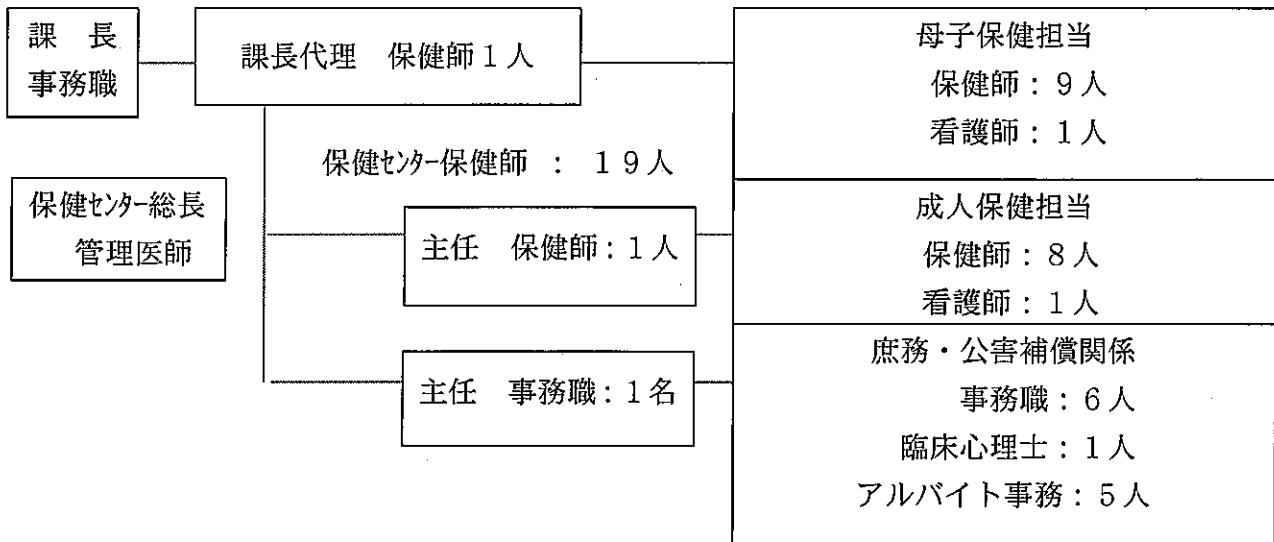 課　長
事務職
課長代理　保健師１人
保健ｾﾝﾀｰ保健師　：　１９人
保健ｾﾝﾀｰ総長
管理医師
主任　保健師：１人
主任　事務職：１名
母子保健担当
保健師：９人
看護師：１人
成人保健担当
保健師：８人
看護師：１人
庶務・公害補償関係
事務職：６人
臨床心理士：１人
アルバイト事務：５人